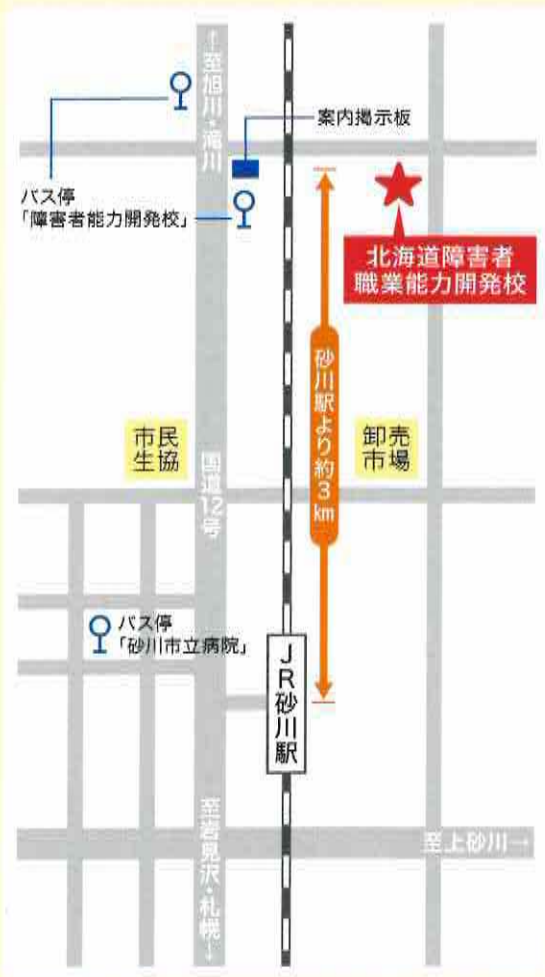 ↑至旭川・滝川
案内掲示板
バス停
「障害者能力開発校」
北海道障害者
職業能力開発校
砂川駅より約3km
市民
生協
国道12号
卸売
市場
バス停
「砂川市立病院」
JR砂川駅
至岩見沢・札幌↓
至上砂川→